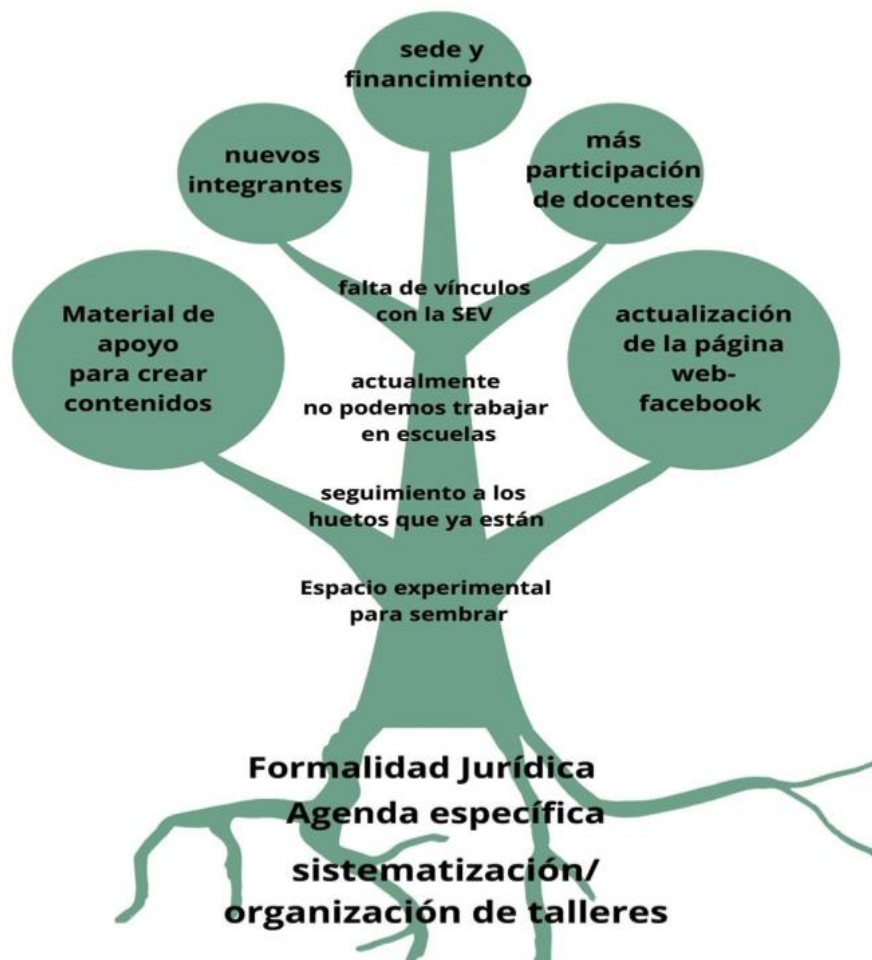 sede y
financimiento
nuevos
integrantes
más
participación
de docentes
falta de vínculos
con la SEV
Material de
apoyo
para crear
contenidos
actualización
de la página
web-
facebook
actualmente
no podemos trabajar
en escuelas
seguimiento a los
huetos que ya están
Espacio experimental
para sembrar
Formalidad Jurídica
Agenda específica
sistematización/
organización de talleres